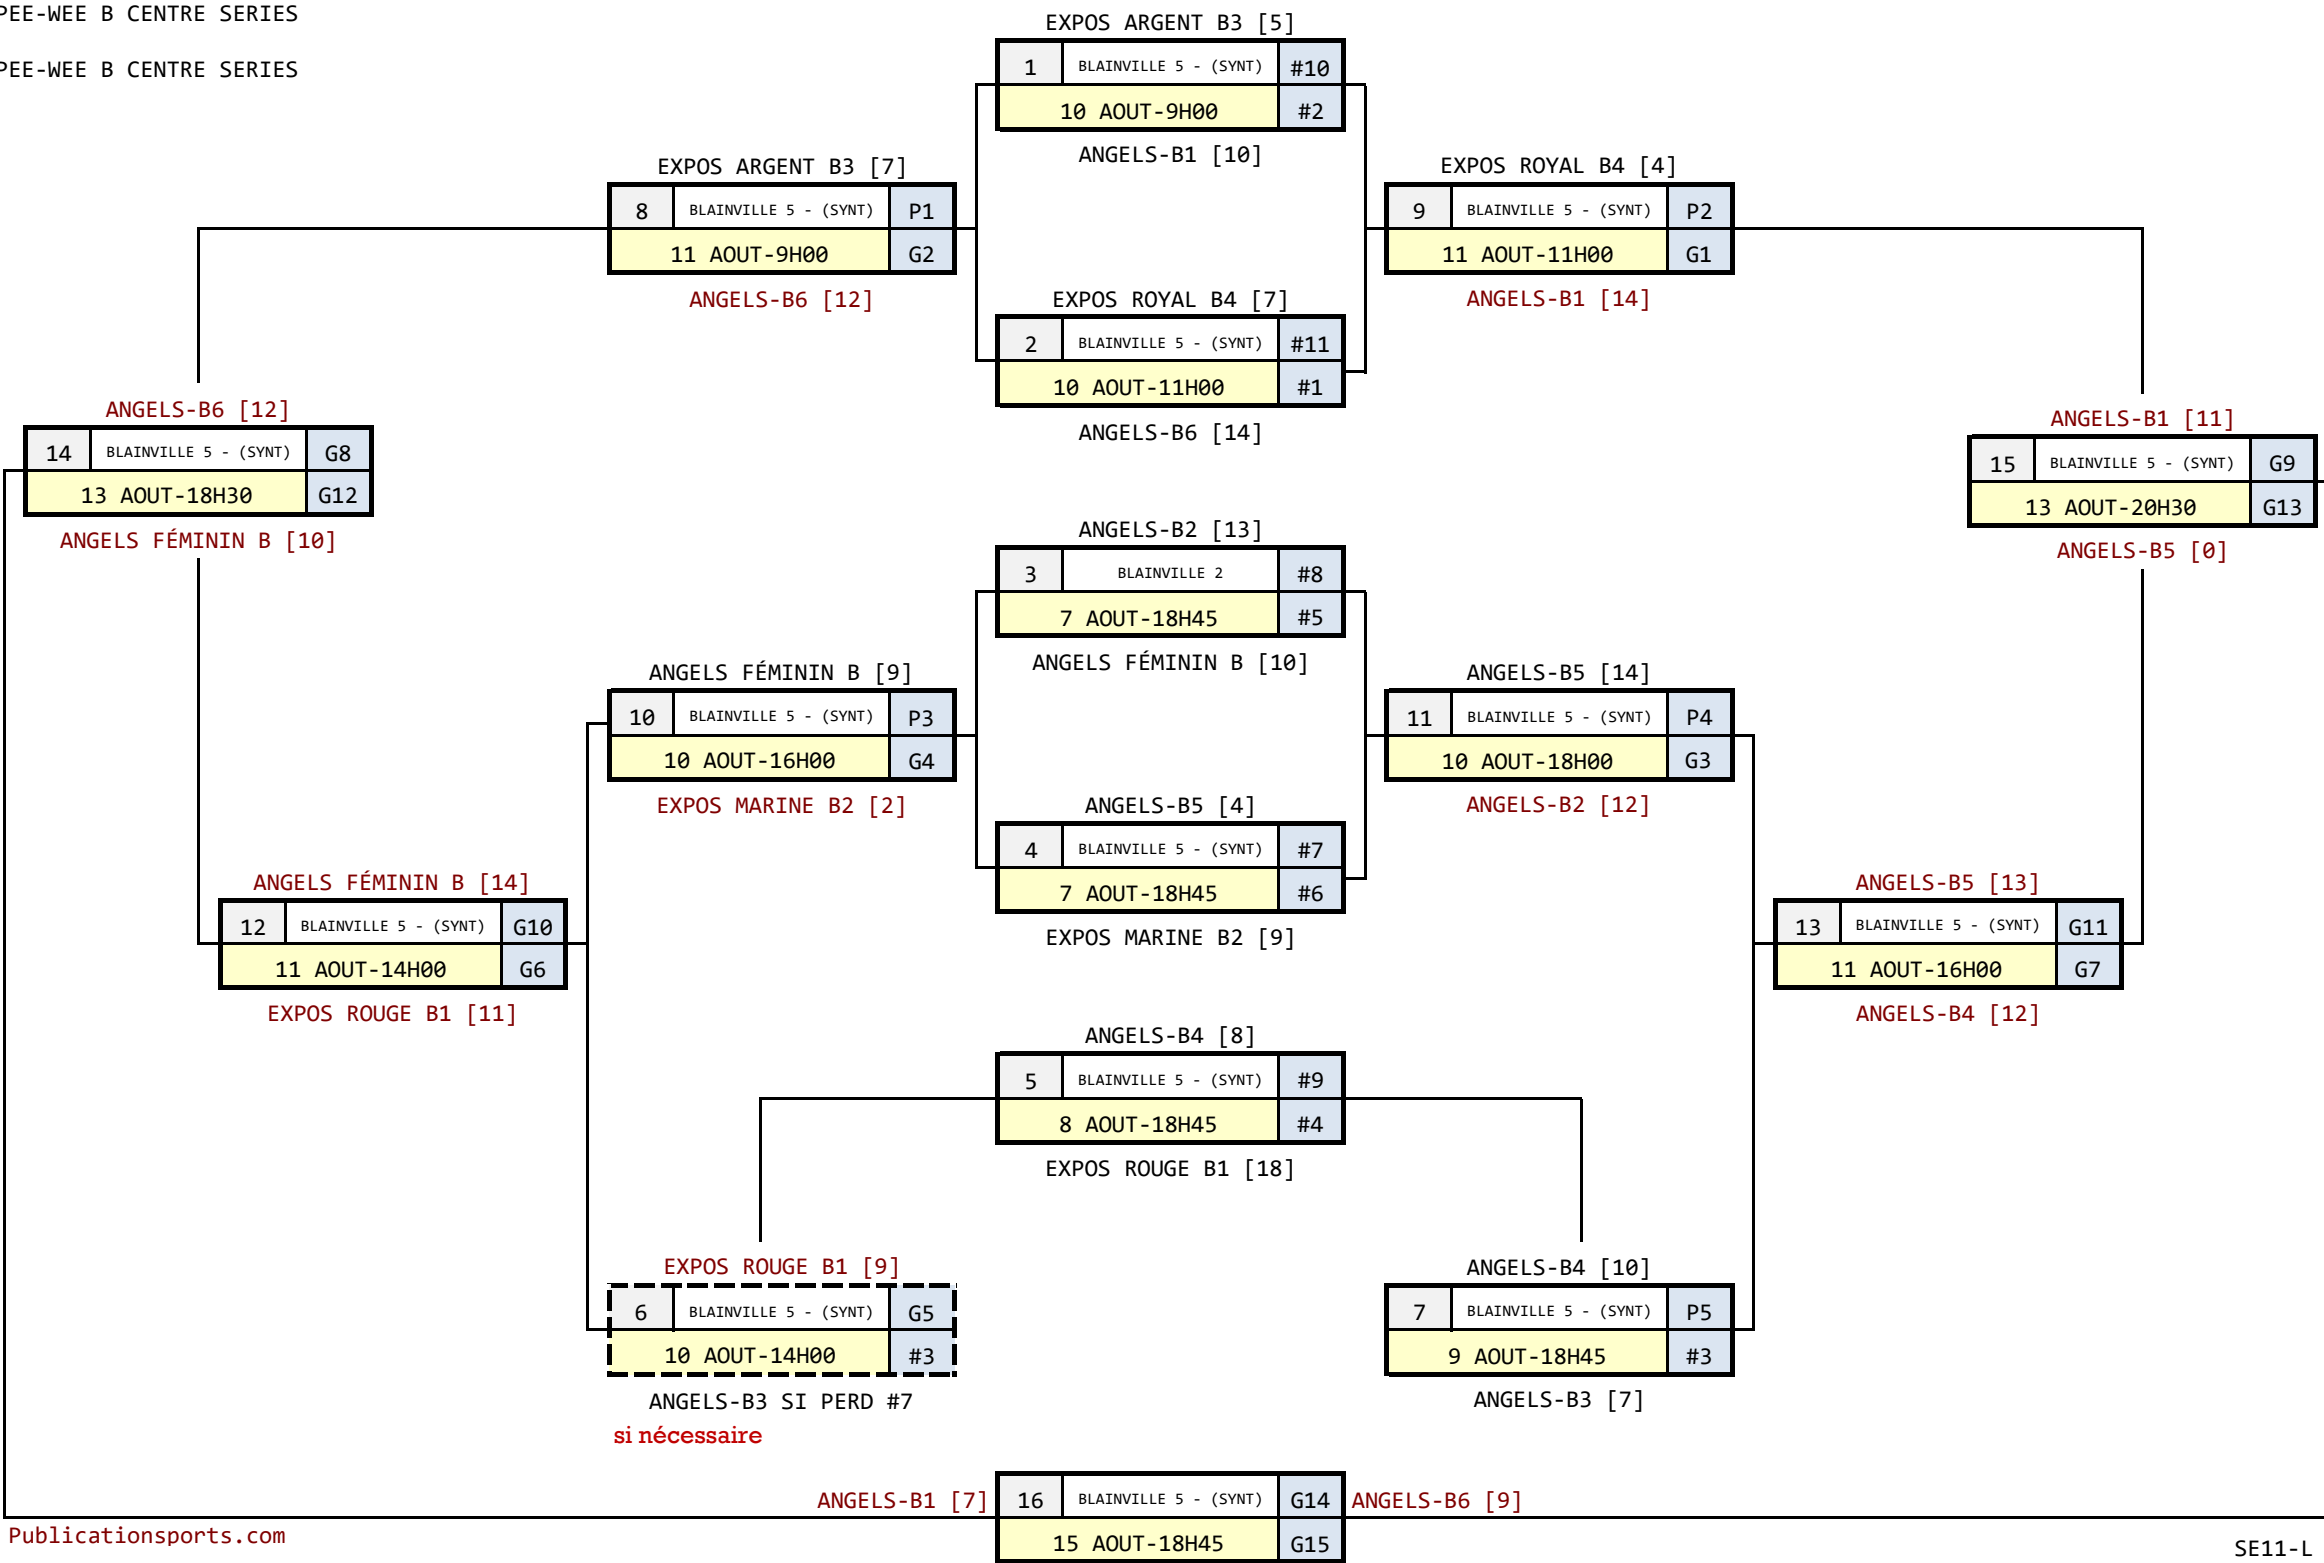 PEE-WEE B CENTRE SERIES
PEE-WEE B CENTRE SERIES
EXPOS ARGENT B3 [5]
1 BLAINVILLE 5 - (SYNT) #10
10 AOUT-9H00 #2
ANGELS-B1 [10]
EXPOS ARGENT B3 [7]
8 BLAINVILLE 5 - (SYNT) P1
11 AOUT-9H00 G2
ANGELS-B6 [12]
EXPOS ROYAL B4 [4]
9 BLAINVILLE 5 - (SYNT) P2
11 AOUT-11H00 G1
ANGELS-B1 [14]
EXPOS ROYAL B4 [7]
2 BLAINVILLE 5 - (SYNT) #11
10 AOUT-11H00 #1
ANGELS-B6 [14]
ANGELS-B6 [12]
14 BLAINVILLE 5 - (SYNT) G8
13 AOUT-18H30 G12
ANGELS FÉMININ B [10]
ANGELS-B1 [11]
15 BLAINVILLE 5 - (SYNT) G9
13 AOUT-20H30 G13
ANGELS-B5 [0]
ANGELS-B2 [13]
3 BLAINVILLE 2 #8
7 AOUT-18H45 #5
ANGELS FÉMININ B [10]
ANGELS FÉMININ B [9]
10 BLAINVILLE 5 - (SYNT) P3
10 AOUT-16H00 G4
EXPOS MARINE B2 [2]
ANGELS-B5 [14]
11 BLAINVILLE 5 - (SYNT) P4
10 AOUT-18H00 G3
ANGELS-B2 [12]
ANGELS-B5 [4]
4 BLAINVILLE 5 - (SYNT) #7
7 AOUT-18H45 #6
EXPOS MARINE B2 [9]
ANGELS FÉMININ B [14]
12 BLAINVILLE 5 - (SYNT) G10
11 AOUT-14H00 G6
EXPOS ROUGE B1 [11]
ANGELS-B5 [13]
13 BLAINVILLE 5 - (SYNT) G11
11 AOUT-16H00 G7
ANGELS-B4 [12]
ANGELS-B4 [8]
5 BLAINVILLE 5 - (SYNT) #9
8 AOUT-18H45 #4
EXPOS ROUGE B1 [18]
EXPOS ROUGE B1 [9]
6 BLAINVILLE 5 - (SYNT) G5
10 AOUT-14H00 #3
ANGELS-B3 SI PERD #7
si nécessaire
ANGELS-B4 [10]
7 BLAINVILLE 5 - (SYNT) P5
9 AOUT-18H45 #3
ANGELS-B3 [7]
ANGELS-B1 [7] 16 BLAINVILLE 5 - (SYNT) G14 ANGELS-B6 [9]
15 AOUT-18H45 G15
Publicationsports.com
SE11-L